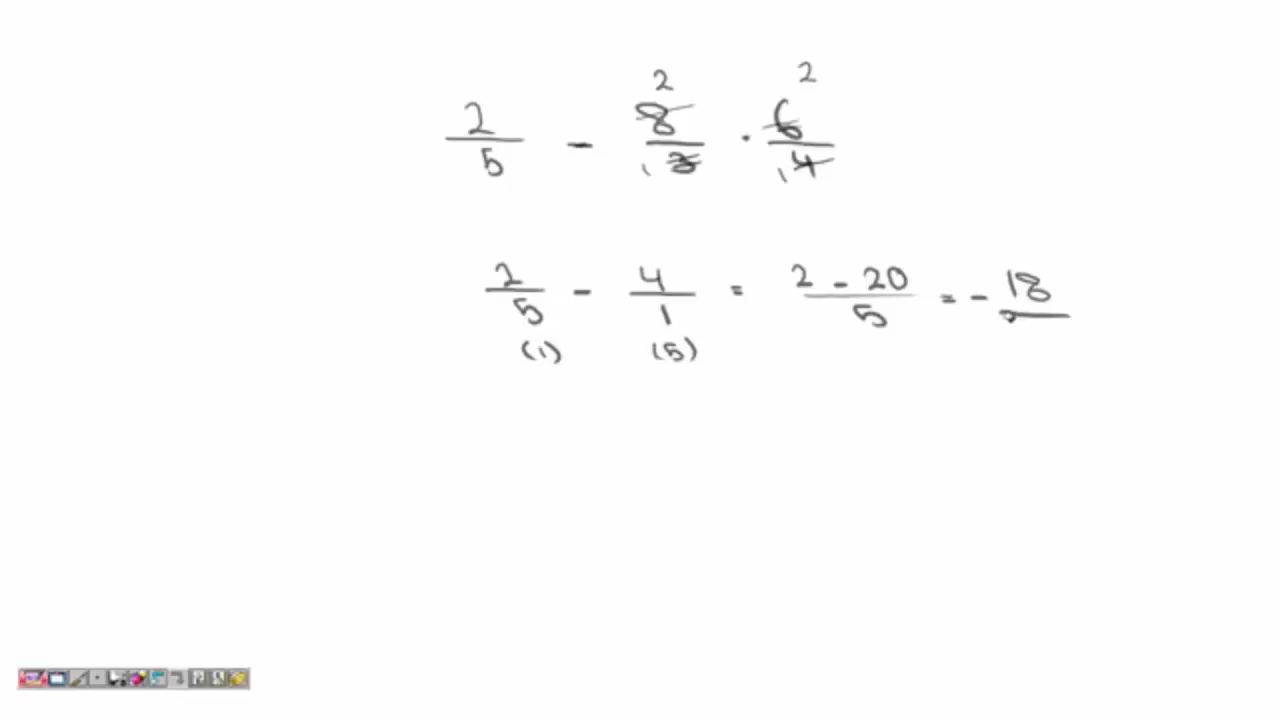 2/5 - 8/3 · 6/4
2 2
1 1
2/5 - 4/1 = (2 - 20)/5 = - 18
(1) (5)